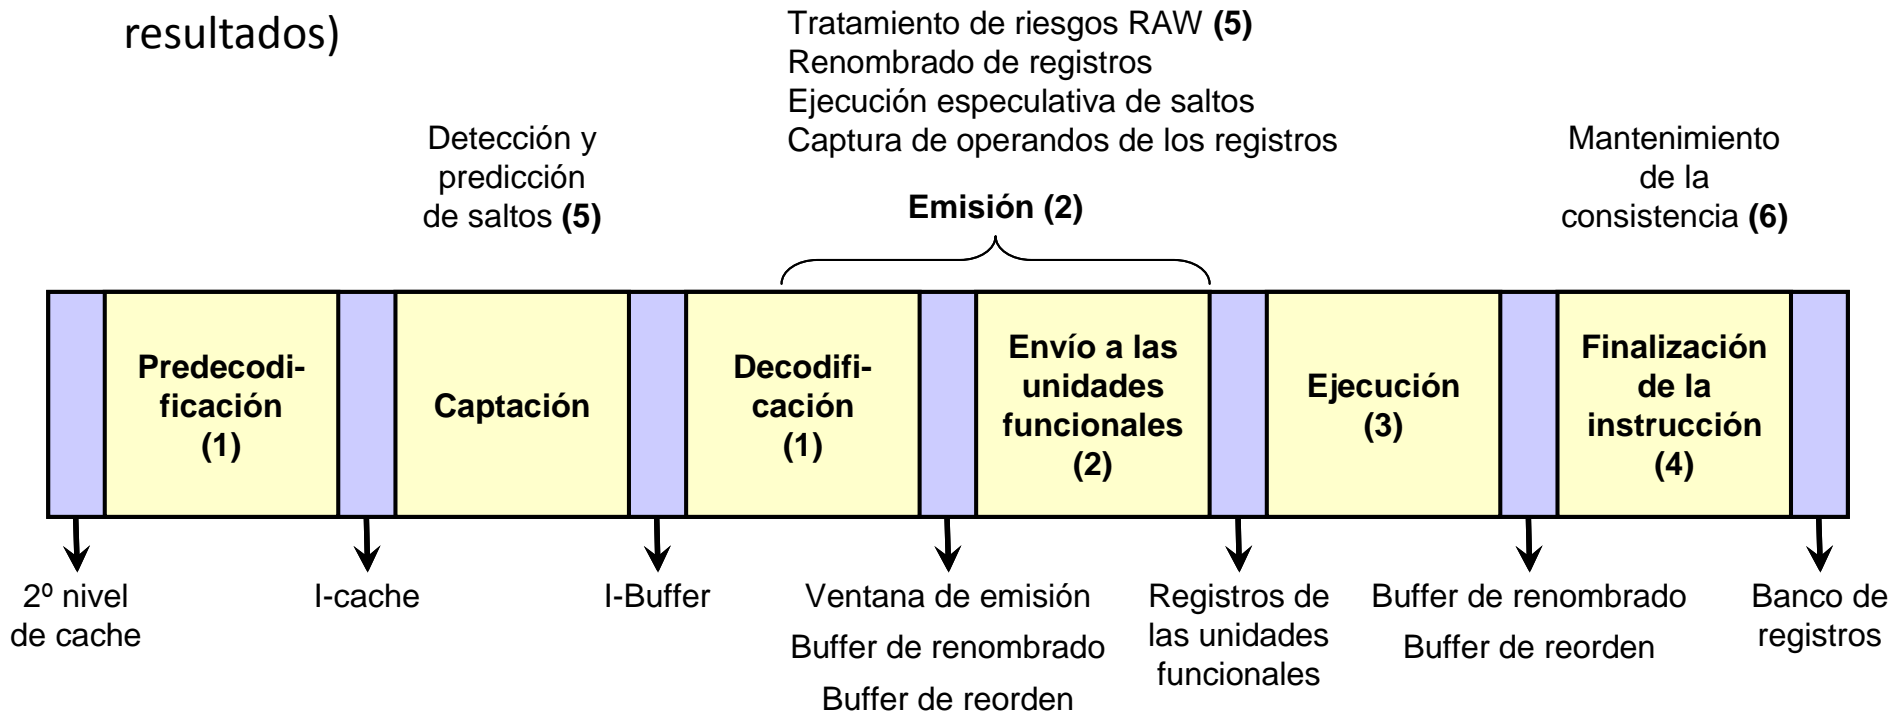 resultados)
Tratamiento de riesgos RAW (5)
Renombrado de registros
Ejecución especulativa de saltos
Captura de operandos de los registros
Detección y
predicción
de saltos (5)
Emisión (2)
Mantenimiento
de la
consistencia (6)
Predecodi-
ficación
(1)
Captación
Decodifi-
cación
(1)
Envío a las
unidades
funcionales
(2)
Ejecución
(3)
Finalización
de la
instrucción
(4)
2º nivel
de cache
I-cache
I-Buffer
Ventana de emisión
Buffer de renombrado
Buffer de reorden
Registros de
las unidades
funcionales
Buffer de renombrado
Buffer de reorden
Banco de
registros